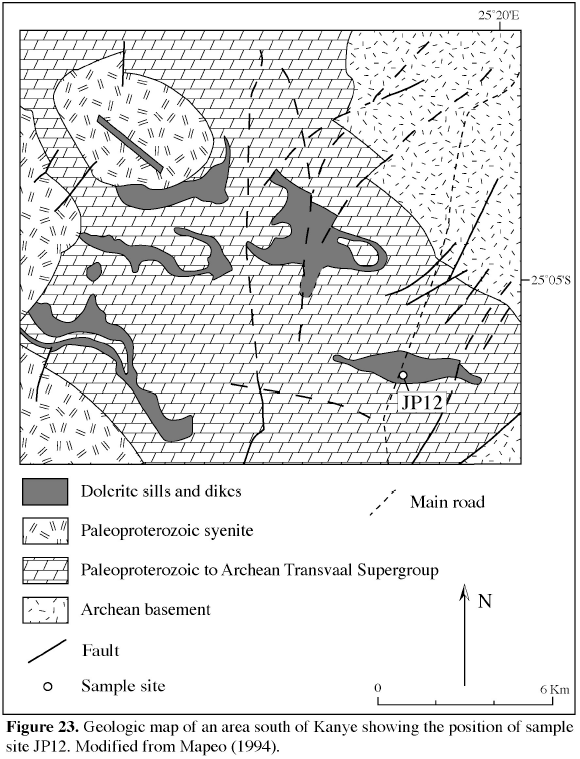 25°20'E
25°05'S
JP12
Dolerite sills and dikes
Main road
Paleoproterozoic syenite
Paleoproterozoic to Archean Transvaal Supergroup
Archean basement
N
Fault
Sample site
0 6 Km
Figure 23. Geologic map of an area south of Kanye showing the position of sample
site JP12. Modified from Mapeo (1994).